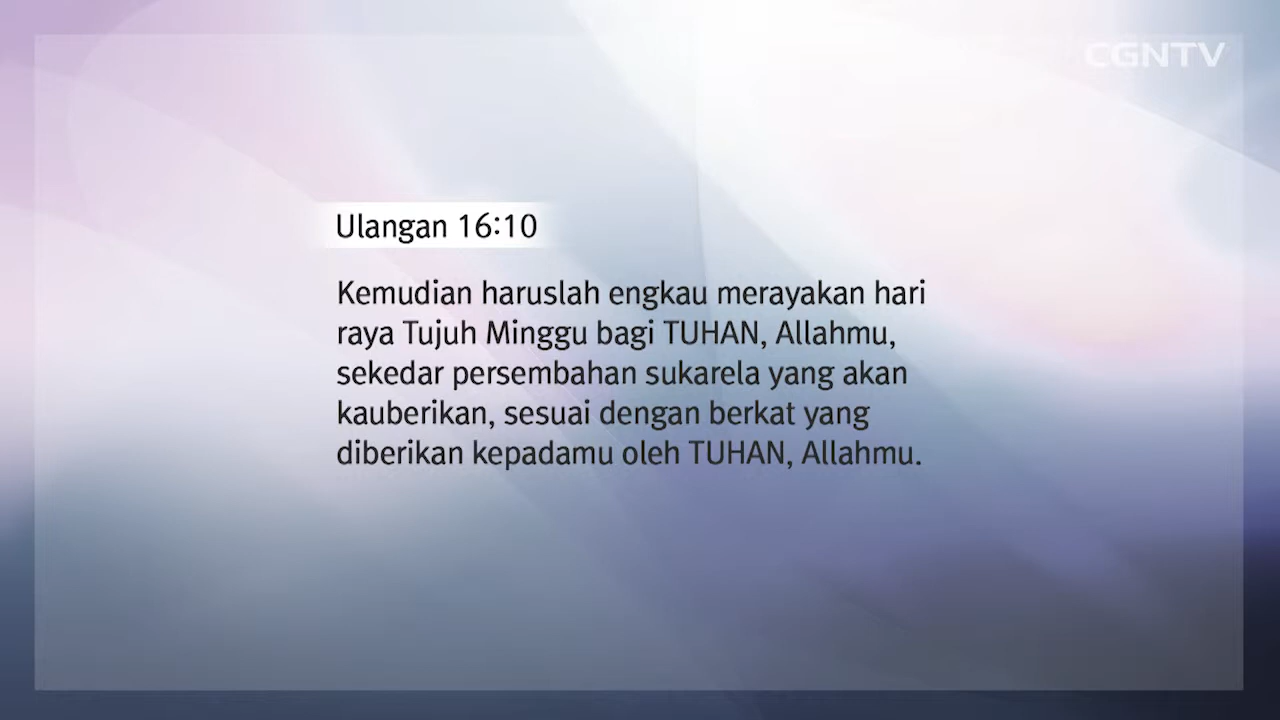 CGNTV
Ulangan 16:10
Kemudian haruslah engkau merayakan hari
raya Tujuh Minggu bagi TUHAN, Allahmu,
sekedar persembahan sukarela yang akan
kauberikan, sesuai dengan berkat yang
diberikan kepadamu oleh TUHAN, Allahmu.